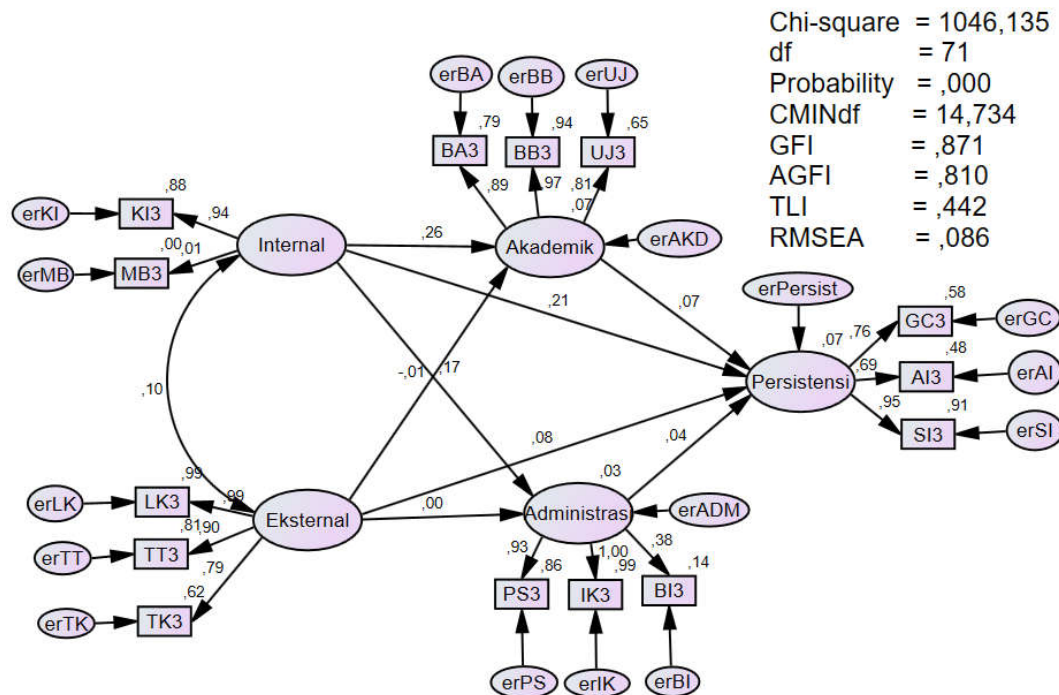 Chi-square = 1046,135
df = 71
Probability = ,000
CMINdf = 14,734
GFI = ,871
AGFI = ,810
TLI = ,442
RMSEA = ,086
erBA
erBB
erUJ
,79
,94
,65
BA3
BB3
UJ3
,89
,97
,81
,07
,88
erKI
KI3
,94
Internal
,26
Akademik
erAKD
,00
,01
erMB
MB3
,21
,07
erPersist
,58
GC3
erGC
,76
,07
,48
,69
Persistensi
AI3
erAI
,95
,91
SI3
erSI
-,01
,17
,10
,08
,04
,99
erLK
LK3
,99
Eksternal
,00
,03
Administras
erADM
,81
,90
erTT
TT3
,79
,62
erTK
TK3
,93
1,00
,38
,86
,99
,14
PS3
IK3
BI3
erPS
erIK
erBI